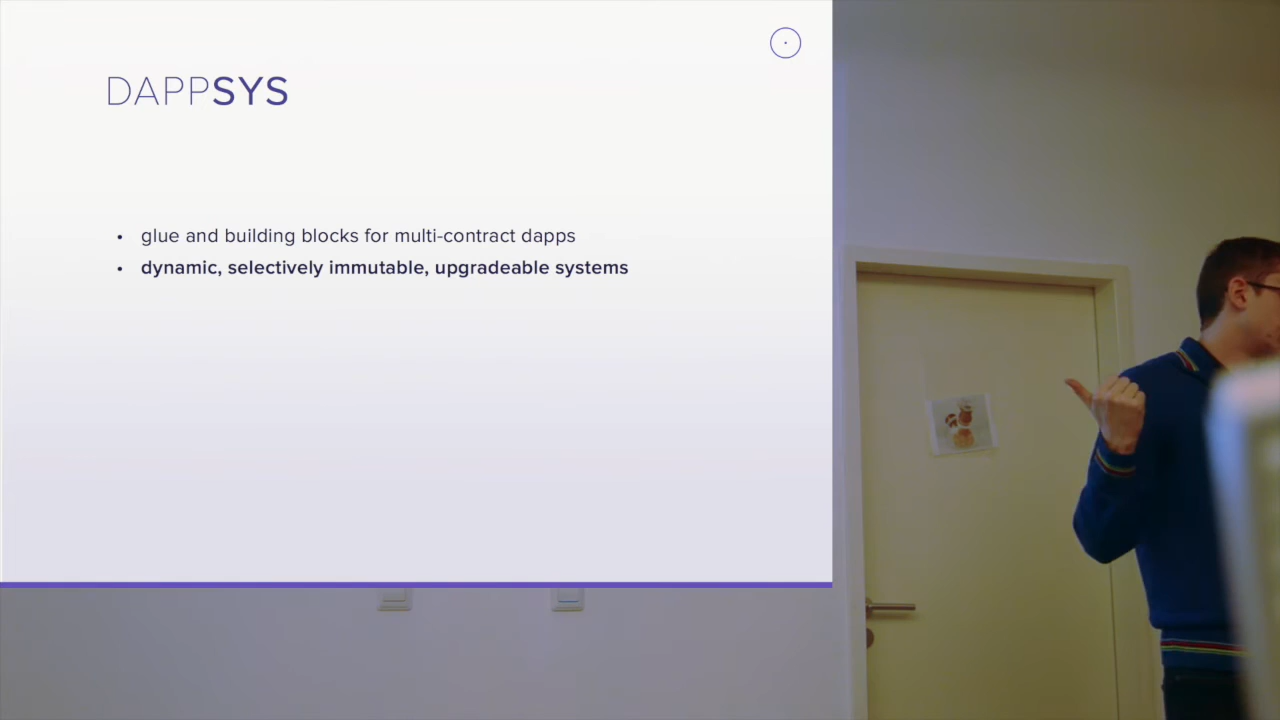 DAPPSYS
• glue and building blocks for multi-contract dapps
• dynamic, selectively immutable, upgradeable systems